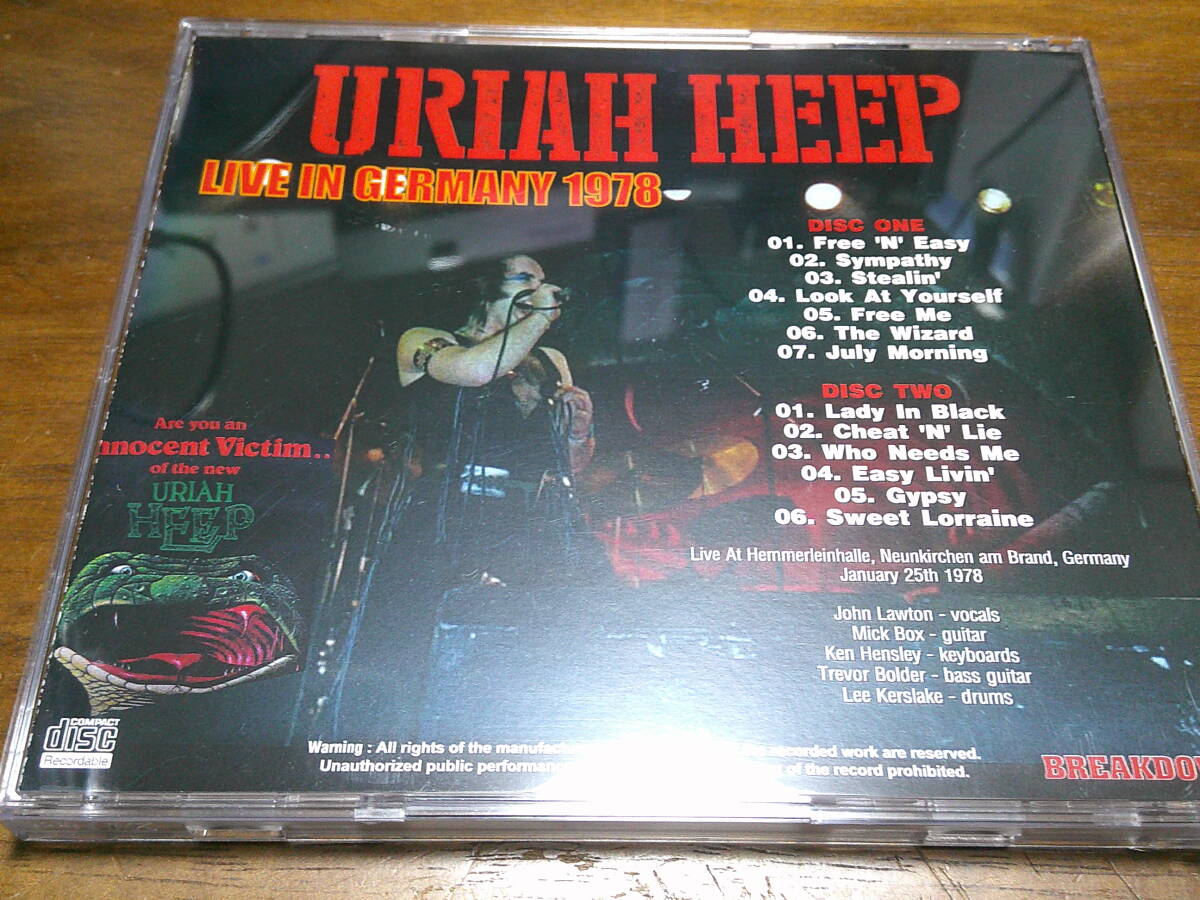 URIAH HEEP
LIVE IN GERMANY 1978
DISC ONE
01. Free 'N' Easy
02. Sympathy
03. Stealin'
04. Look At Yourself
05. Free Me
06. The Wizard
07. July Morning
DISC TWO
01. Lady In Black
02. Cheat 'N' Lie
03. Who Needs Me
04. Easy Livin'
05. Gypsy
06. Sweet Lorraine
Are you an
nnocent Victim..
of the new
URIAH
HEEP
Live At Hemmerleinhalle, Neunkirchen am Brand, Germany
January 25th 1978
John Lawton - vocals
Mick Box - guitar
Ken Hensley - keyboards
Trevor Bolder - bass guitar
Lee Kerslake - drums
COMPACT
disc
Recordable
Warning : All rights of the recorded work are reserved.
Unauthorized public of the record prohibited.
BREAKDO